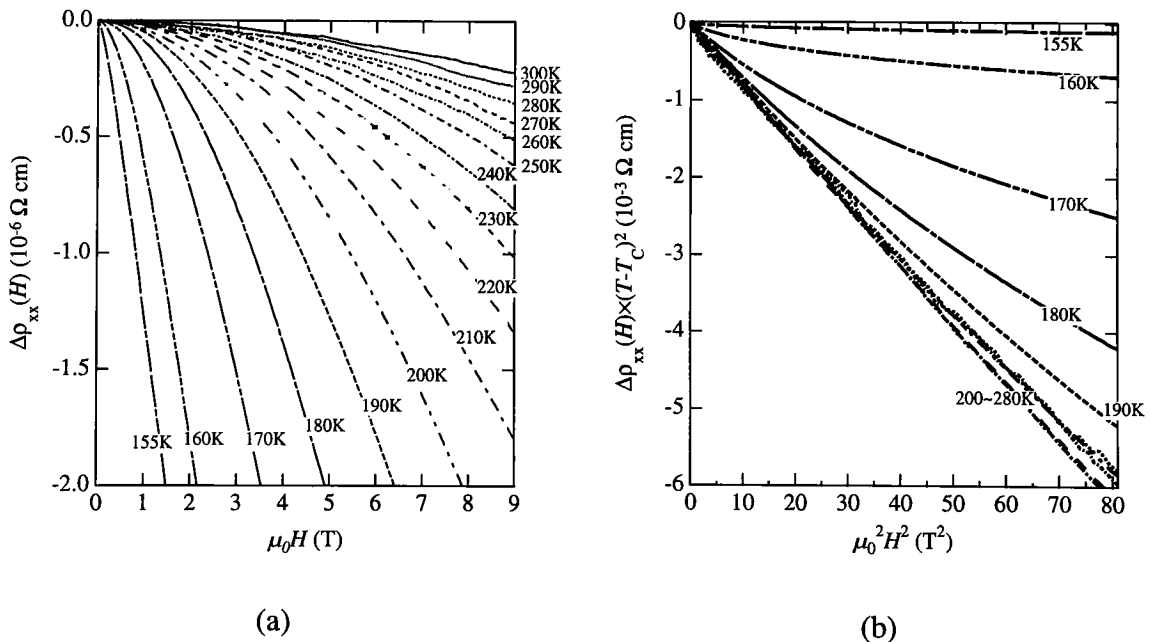 0.0
-0.5
-1.0
-1.5
-2.0
Δρxx(H) (10-6 Ω cm)
0 1 2 3 4 5 6 7 8 9
μ0H (T)
300K
290K
280K
270K
260K
250K
240K
230K
220K
210K
200K
190K
180K
170K
160K
155K
(a)
0
-1
-2
-3
-4
-5
-6
Δρxx(H)×(T-TC)2 (10-3 Ω cm)
0 10 20 30 40 50 60 70 80
μ02H2 (T2)
155K
160K
170K
180K
190K
200~280K
(b)